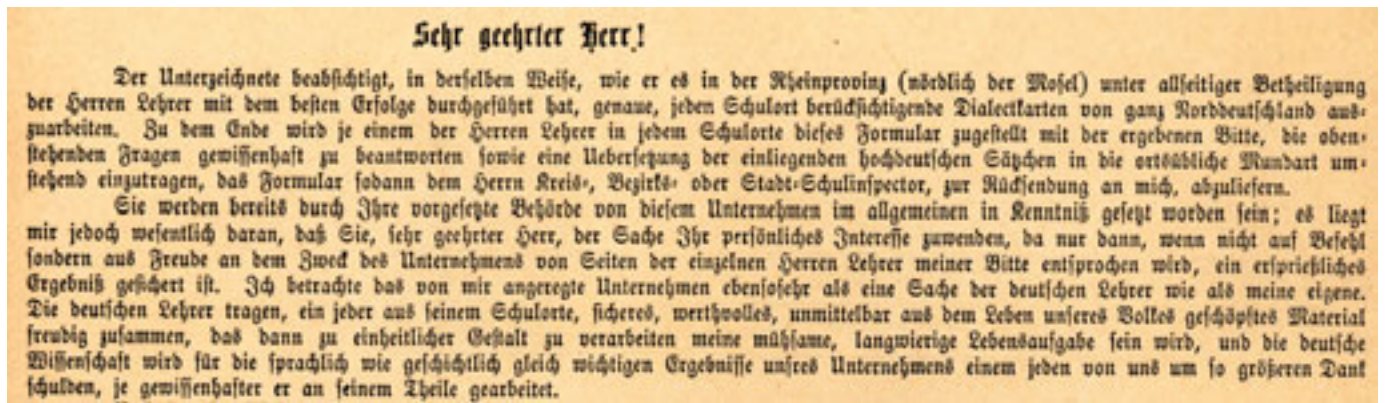 Sehr geehrter Herr!
Der Unterzeichnete beabsichtigt, in derselben Weise, wie er es in der Rheinprovinz (nördlich der Mosel) unter allseitiger Betheiligung
der Herren Lehrer mit dem besten Erfolge durchgeführt hat, genaue, jeden Schulort berücksichtigende Dialectkarten von ganz Norddeutschland aus-
zuarbeiten. Zu dem Ende wird je einem der Herren Lehrer in jedem Schulorte dieses Formular zugestellt mit der ergebenen Bitte, die oben-
stehenden Fragen gewissenhaft zu beantworten sowie eine Uebersetzung der einliegenden hochdeutschen Sätzchen in die ortsübliche Mundart um-
stehend einzutragen, das Formular sodann dem Herrn Kreis-, Bezirks- oder Stadt-Schulinspector, zur Rücksendung an mich, abzuliefern.
Sie werden bereits durch Ihre vorgesetzte Behörde von diesem Unternehmen im allgemeinen in Kenntniß gesetzt worden sein; es liegt
mir jedoch wesentlich daran, daß Sie, sehr geehrter Herr, der Sache Ihr persönliches Interesse zuwenden, da nur dann, wenn nicht auf Befehl
sondern aus Freude an dem Zweck des Unternehmens von Seiten der einzelnen Herren Lehrer meiner Bitte entsprochen wird, ein ersprießliches
Ergebniß gesichert ist. Ich betrachte das von mir angeregte Unternehmen ebensosehr als eine Sache der deutschen Lehrer wie als meine eigene.
Die deutschen Lehrer tragen, ein jeder aus seinem Schulorte, sicheres, werthvolles, unmittelbar aus dem Leben unseres Volkes geschöpftes Material
freudig zusammen, das dann zu einheitlicher Gestalt zu verarbeiten meine mühsame, langwierige Lebensaufgabe sein wird, und die deutsche
Wissenschaft wird für die sprachlich wie geschichtlich gleich wichtigen Ergebnisse unsres Unternehmens einem jeden von uns um so größeren Dank
schulden, je gewissenhafter er an seinem Theile gearbeitet.